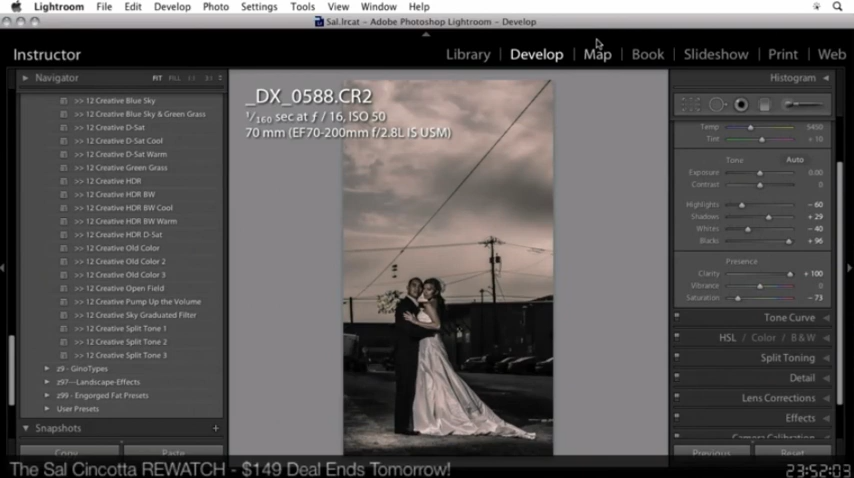 Lightroom File Edit Develop Photo Settings Tools View Window Help
Sal.lrcat - Adobe Photoshop Lightroom - Develop
Instructor
Library | Develop | Map | Book | Slideshow | Print | Web
Navigator FIT FILL
>> 12 Creative Blue Sky
>> 12 Creative Blue Sky & Green Grass
>> 12 Creative D-Sat
>> 12 Creative D-Sat Cool
>> 12 Creative D-Sat Warm
>> 12 Creative Green Grass
>> 12 Creative HDR
>> 12 Creative HDR BW
>> 12 Creative HDR BW Cool
>> 12 Creative HDR BW Warm
>> 12 Creative HDR D-Sat
>> 12 Creative Old Color
>> 12 Creative Old Color 2
>> 12 Creative Old Color 3
>> 12 Creative Open Field
>> 12 Creative Pump Up the Volume
>> 12 Creative Sky Graduated Filter
>> 12 Creative Split Tone 1
>> 12 Creative Split Tone 2
>> 12 Creative Split Tone 3
z9 - GinoTypes
z97---Landscape-Effects
z99 - Engorged Fat Presets
User Presets
Snapshots +
Copy... Paste
_DX_0588.CR2
1/160 sec at f / 16, ISO 50
70 mm (EF70-200mm f/2.8L IS USM)
Histogram
Temp 5450
Tint + 10
Tone Auto
Exposure 0.00
Contrast 0
Highlights - 60
Shadows + 29
Whites - 40
Blacks + 96
Presence
Clarity + 100
Vibrance 0
Saturation - 73
Tone Curve
HSL / Color / B & W
Split Toning
Detail
Lens Corrections
Effects
Camera Calibration
Previous Reset
The Sal Cincotta REWATCH - $149 Deal Ends Tomorrow!
23:52:03